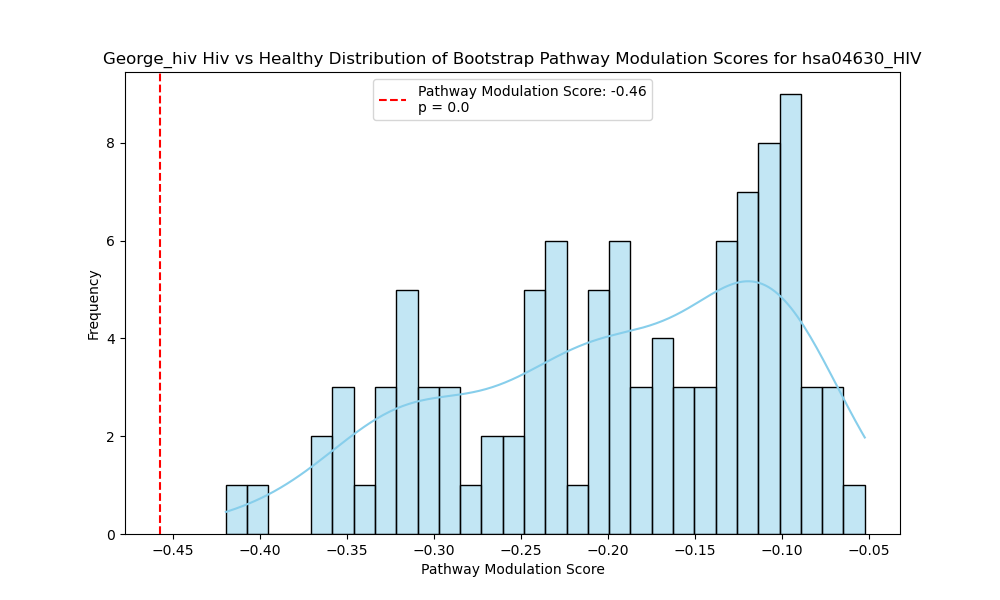 George_hiv Hiv vs Healthy Distribution of Bootstrap Pathway Modulation Scores for hsa04630_HIV
Pathway Modulation Score: -0.46
p = 0.0
Frequency
8
6
4
2
0
−0.45
−0.40
−0.35
−0.30
−0.25
−0.20
−0.15
−0.10
−0.05
Pathway Modulation Score